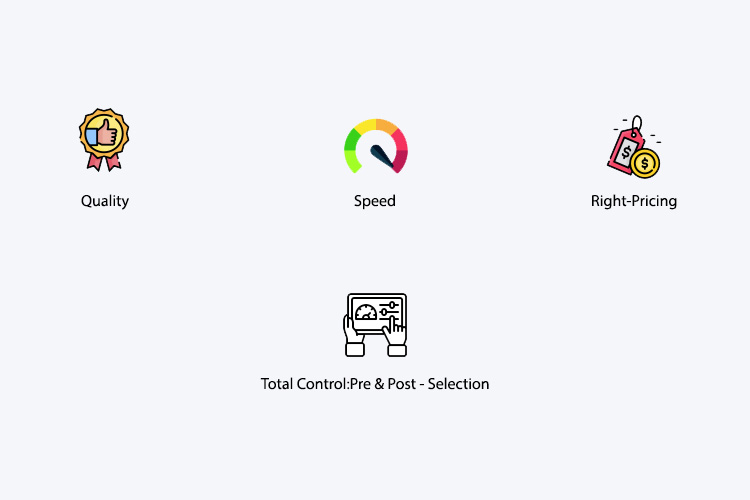 Quality
Speed
$
$
Right-Pricing
Total Control:Pre & Post - Selection